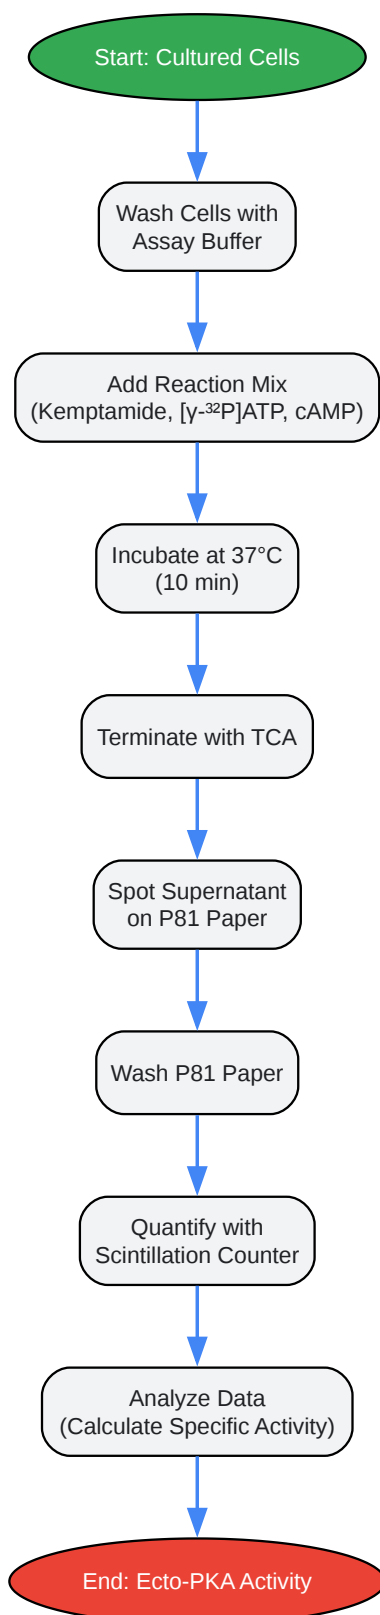 Start: Cultured Cells
Wash Cells with
Assay Buffer
Add Reaction Mix
(Kemptamide, [γ-³²P]ATP, cAMP)
Incubate at 37°C
(10 min)
Terminate with TCA
Spot Supernatant
on P81 Paper
Wash P81 Paper
Quantify with
Scintillation Counter
Analyze Data
(Calculate Specific Activity)
End: Ecto-PKA Activity